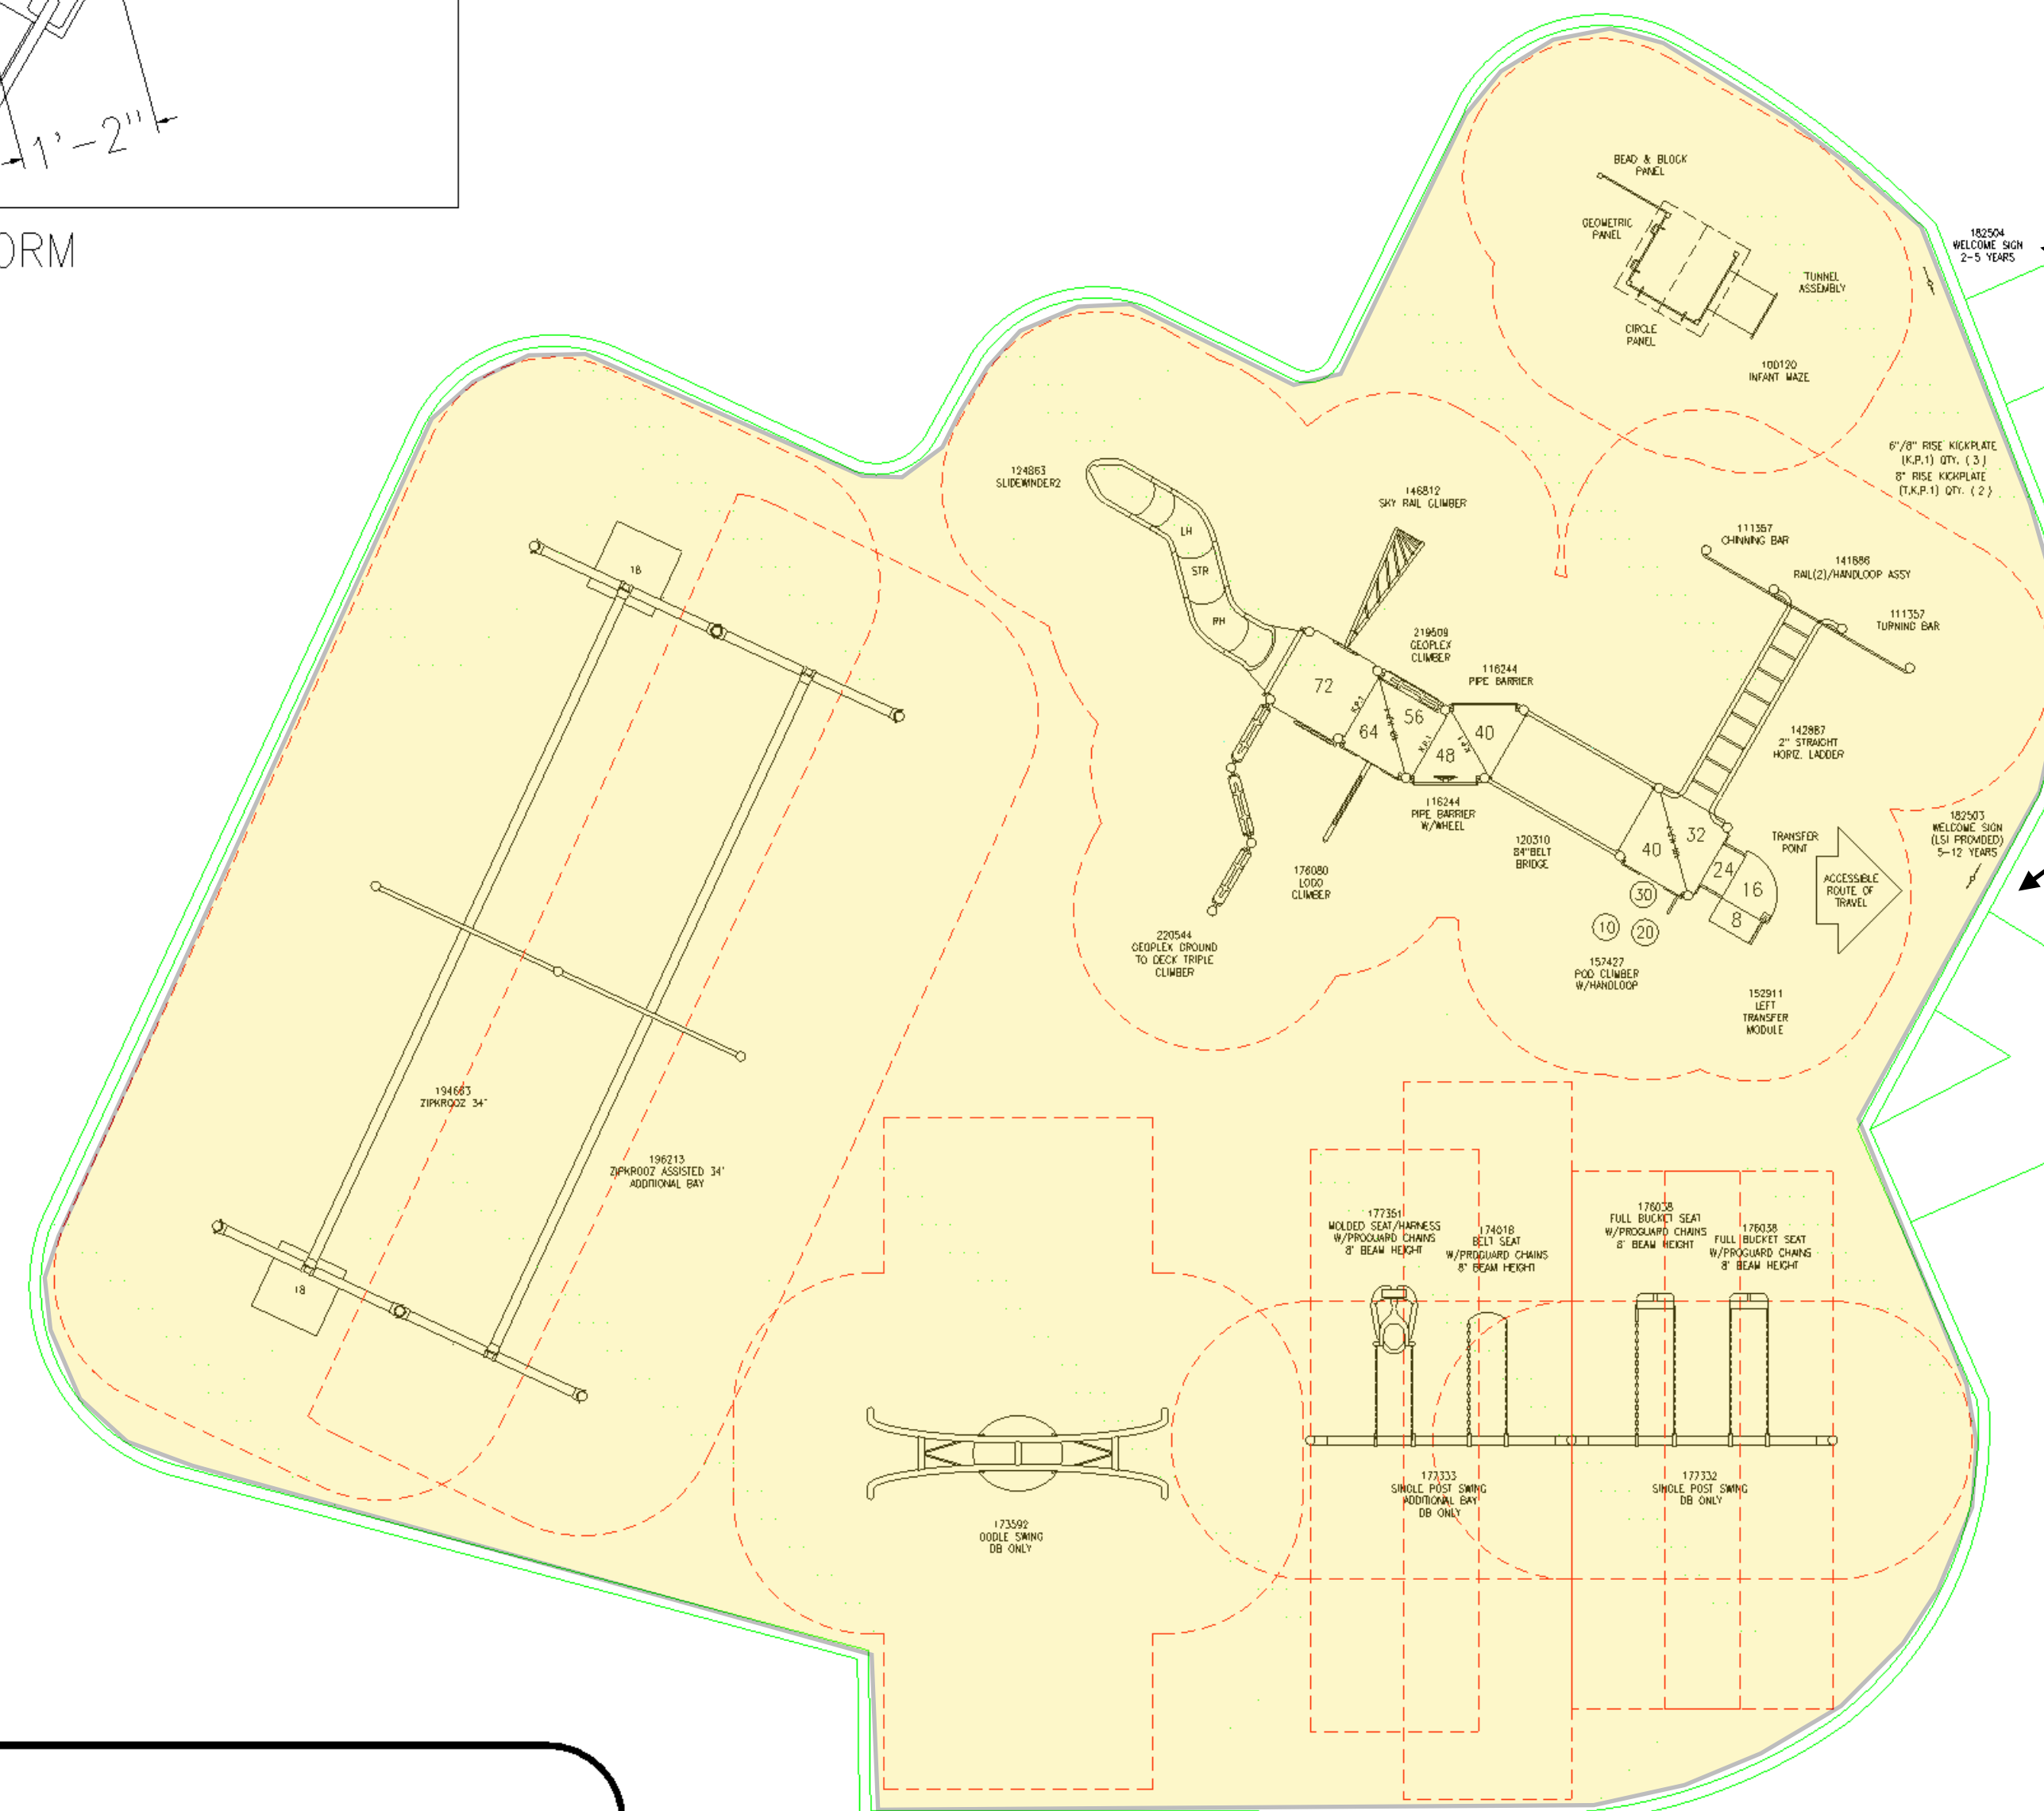 1'-2"
ORM
BEAD & BLOCK
PANEL
GEOMETRIC
PANEL
TUNNEL
ASSEMBLY
CIRCLE
PANEL
100120
INFANT MAZE
182504
WELCOME SIGN
2-5 YEARS
6"/8" RISE KICKPLATE
(K.P.1) QTY. (3)
8" RISE KICKPLATE
(T.K.P.1) QTY. (2)
124863
SLIDEWINDER2
LH
STR
RH
146812
SKY RAIL CLIMBER
111357
CHINNING BAR
141886
RAIL(2)/HANDLOOP ASSY
111357
TURNING BAR
219509
GEOPLEX
CLIMBER
116244
PIPE BARRIER
72
K.P.1
64
56
K.P.1
48
K.P.1
40
142887
2" STRAIGHT
HORIZ. LADDER
116244
PIPE BARRIER
W/WHEEL
120310
84"BELT
BRIDGE
176080
LOGO
CLIMBER
220544
GEOPLEX GROUND
TO DECK TRIPLE
CLIMBER
40
32
24
16
8
30
10
20
TRANSFER
POINT
ACCESSIBLE
ROUTE OF
TRAVEL
182503
WELCOME SIGN
(LSI PROVIDED)
5-12 YEARS
157427
POD CLIMBER
W/HANDLOOP
152911
LEFT
TRANSFER
MODULE
18
194663
ZIPKROOZ 34'
196213
ZIPKROOZ ASSISTED 34'
ADDITIONAL BAY
18
177351
MOLDED SEAT/HARNESS
W/PROGUARD CHAINS
8' BEAM HEIGHT
174018
BELT SEAT
W/PROGUARD CHAINS
8' BEAM HEIGHT
176038
FULL BUCKET SEAT
W/PROGUARD CHAINS
8' BEAM HEIGHT
176038
FULL BUCKET SEAT
W/PROGUARD CHAINS
8' BEAM HEIGHT
173592
OODLE SWING
DB ONLY
177333
SINGLE POST SWING
ADDITIONAL BAY
DB ONLY
177332
SINGLE POST SWING
DB ONLY